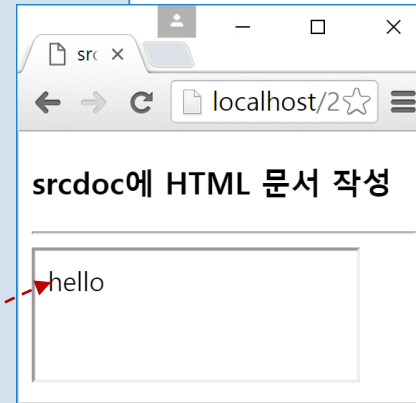 src
localhost/2
srcdoc에 HTML 문서 작성
hello